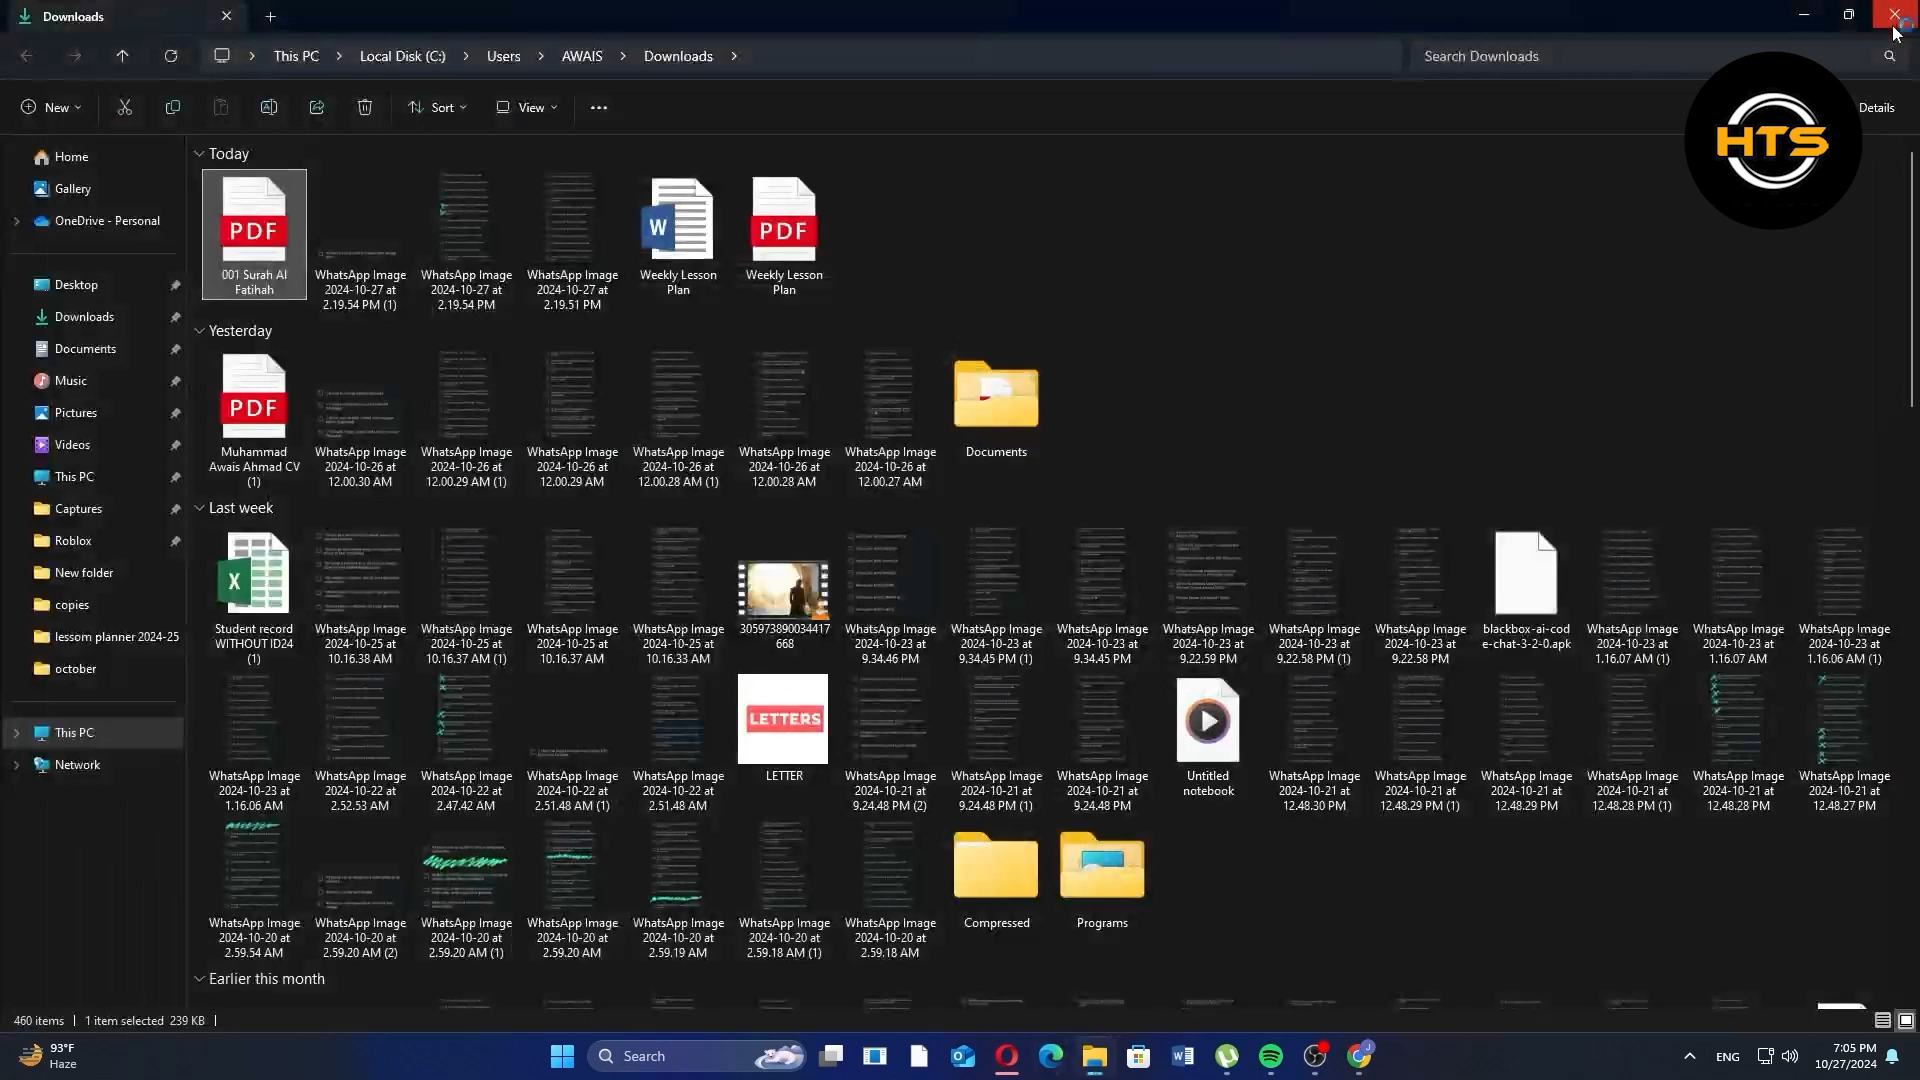 Downloads
This PC
Local Disk (C:)
Users
AWAIS
Downloads
Search Downloads
New
Sort
View
Details
HTS
Home
Gallery
OneDrive - Personal
Desktop
Downloads
Documents
Music
Pictures
Videos
This PC
Captures
Roblox
New folder
copies
lessom planner 2024-25
october
This PC
Network
Today
PDF
001 Surah Al
Fatihah
WhatsApp Image
2024-10-27 at
2.19.54 PM (1)
WhatsApp Image
2024-10-27 at
2.19.54 PM
WhatsApp Image
2024-10-27 at
2.19.51 PM
W
Weekly Lesson
Plan
PDF
Weekly Lesson
Plan
Yesterday
PDF
Muhammad
Awais Ahmad CV
(1)
WhatsApp Image
2024-10-26 at
12.00.30 AM
WhatsApp Image
2024-10-26 at
12.00.29 AM (1)
WhatsApp Image
2024-10-26 at
12.00.29 AM
WhatsApp Image
2024-10-26 at
12.00.28 AM (1)
WhatsApp Image
2024-10-26 at
12.00.28 AM
WhatsApp Image
2024-10-26 at
12.00.27 AM
Documents
Last week
X
Student record
WITHOUT ID24
(1)
WhatsApp Image
2024-10-25 at
10.16.38 AM
WhatsApp Image
2024-10-25 at
10.16.37 AM (1)
WhatsApp Image
2024-10-25 at
10.16.37 AM
WhatsApp Image
2024-10-25 at
10.16.33 AM
305973890034417
668
WhatsApp Image
2024-10-23 at
9.34.46 PM
WhatsApp Image
2024-10-23 at
9.34.45 PM (1)
WhatsApp Image
2024-10-23 at
9.34.45 PM
WhatsApp Image
2024-10-23 at
9.22.59 PM
WhatsApp Image
2024-10-23 at
9.22.58 PM (1)
WhatsApp Image
2024-10-23 at
9.22.58 PM
blackbox-ai-cod
e-chat-3-2-0.apk
WhatsApp Image
2024-10-23 at
1.16.07 AM (1)
WhatsApp Image
2024-10-23 at
1.16.07 AM
WhatsApp Image
2024-10-23 at
1.16.06 AM (1)
WhatsApp Image
2024-10-23 at
1.16.06 AM
WhatsApp Image
2024-10-22 at
2.52.53 AM
WhatsApp Image
2024-10-22 at
2.47.42 AM
WhatsApp Image
2024-10-22 at
2.51.48 AM (1)
WhatsApp Image
2024-10-22 at
2.51.48 AM
LETTERS
LETTER
WhatsApp Image
2024-10-21 at
9.24.48 PM (2)
WhatsApp Image
2024-10-21 at
9.24.48 PM (1)
WhatsApp Image
2024-10-21 at
9.24.48 PM
Untitled
notebook
WhatsApp Image
2024-10-21 at
12.48.30 PM
WhatsApp Image
2024-10-21 at
12.48.29 PM (1)
WhatsApp Image
2024-10-21 at
12.48.29 PM
WhatsApp Image
2024-10-21 at
12.48.28 PM (1)
WhatsApp Image
2024-10-21 at
12.48.28 PM
WhatsApp Image
2024-10-21 at
12.48.27 PM
WhatsApp Image
2024-10-20 at
2.59.54 AM
WhatsApp Image
2024-10-20 at
2.59.20 AM (2)
WhatsApp Image
2024-10-20 at
2.59.20 AM (1)
WhatsApp Image
2024-10-20 at
2.59.20 AM
WhatsApp Image
2024-10-20 at
2.59.19 AM
WhatsApp Image
2024-10-20 at
2.59.18 AM (1)
WhatsApp Image
2024-10-20 at
2.59.18 AM
Compressed
Programs
Earlier this month
460 items
1 item selected 239 KB
93°F
Haze
Search
W
J
ENG
7:05 PM
10/27/2024